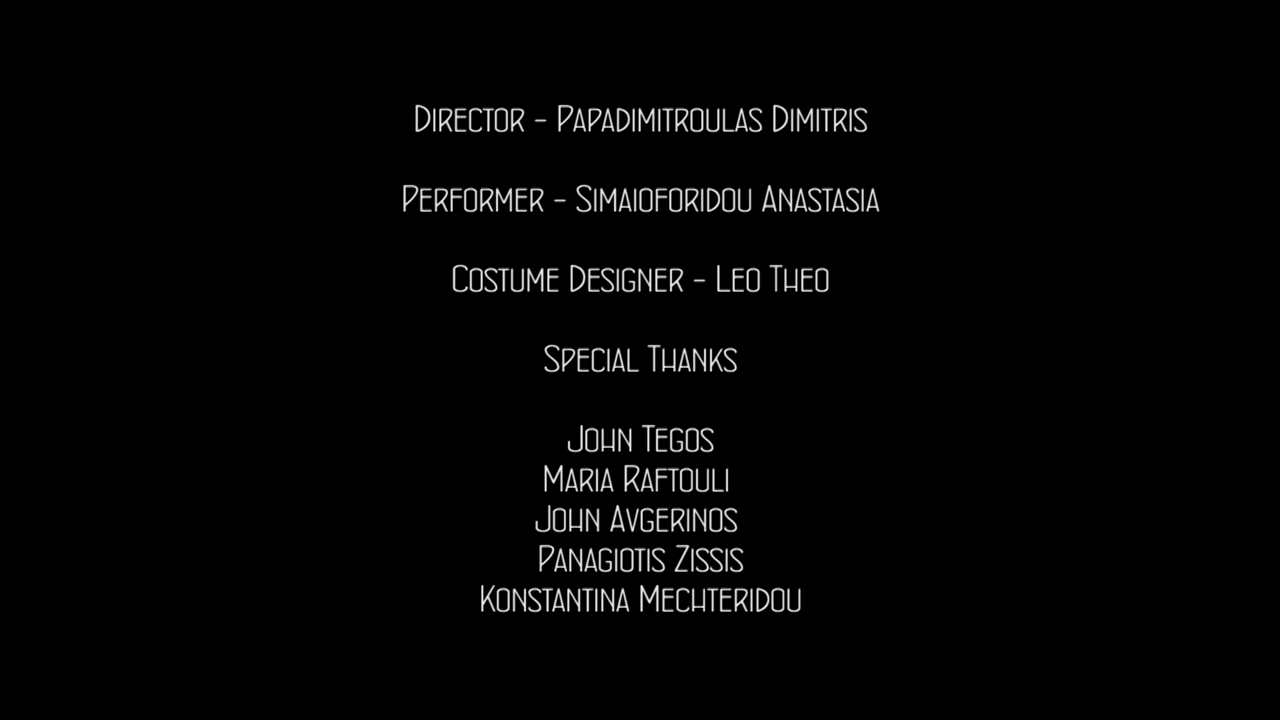 Director - Papadimitroulas Dimitris
Performer - Simaioforidou Anastasia
Costume Designer - Leo Theo
Special Thanks
John Tegos
Maria Raftouli
John Avgerinos
Panagiotis Zissis
Konstantina Mechteridou